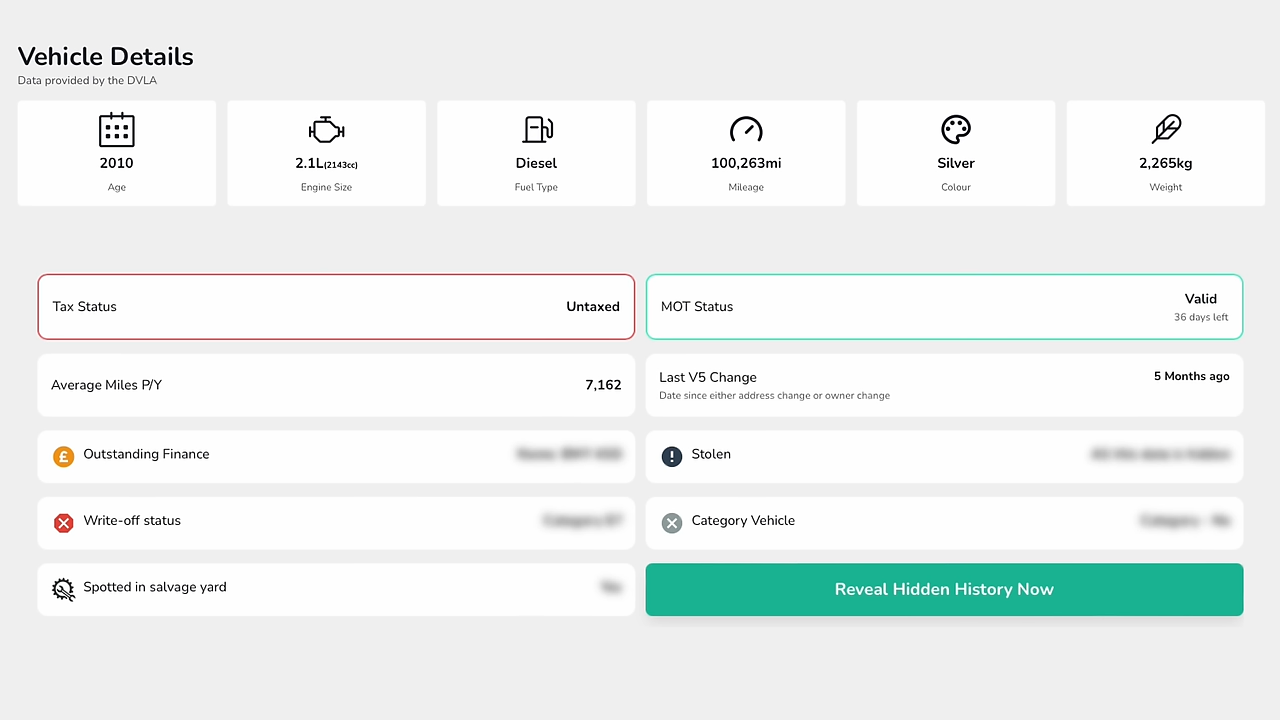 Vehicle Details
Data provided by the DVLA
2010
Age
2.1L(2143cc)
Engine Size
Diesel
Fuel Type
100,263mi
Mileage
Silver
Colour
2,265kg
Weight
Tax Status
Untaxed
MOT Status
Valid
36 days left
Average Miles P/Y
7,162
Last V5 Change
5 Months ago
Date since either address change or owner change
£ Outstanding Finance
! Stolen
Write-off status
Category Vehicle
Spotted in salvage yard
Reveal Hidden History Now